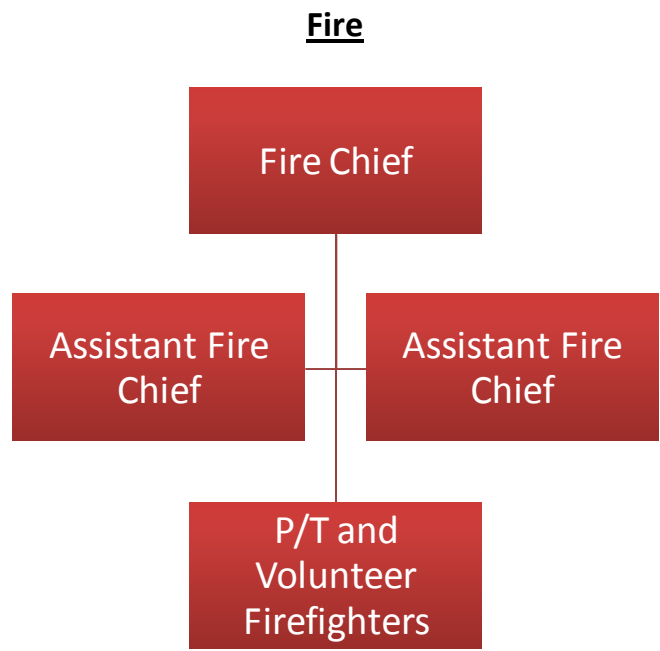 Fire
Fire Chief
Assistant Fire
Chief
Assistant Fire
Chief
P/T and
Volunteer
Firefighters